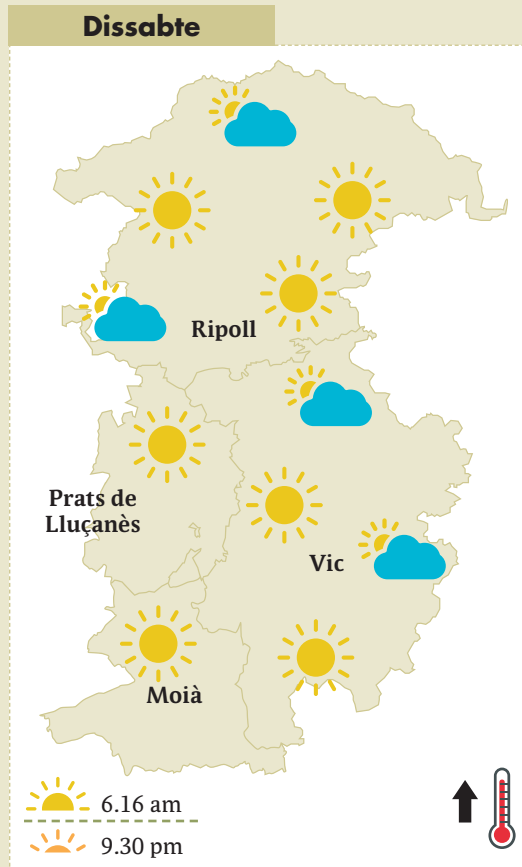 Dissabte
Ripoll
Prats de
Lluçanès
Vic
Moià
6.16 am
9.30 pm